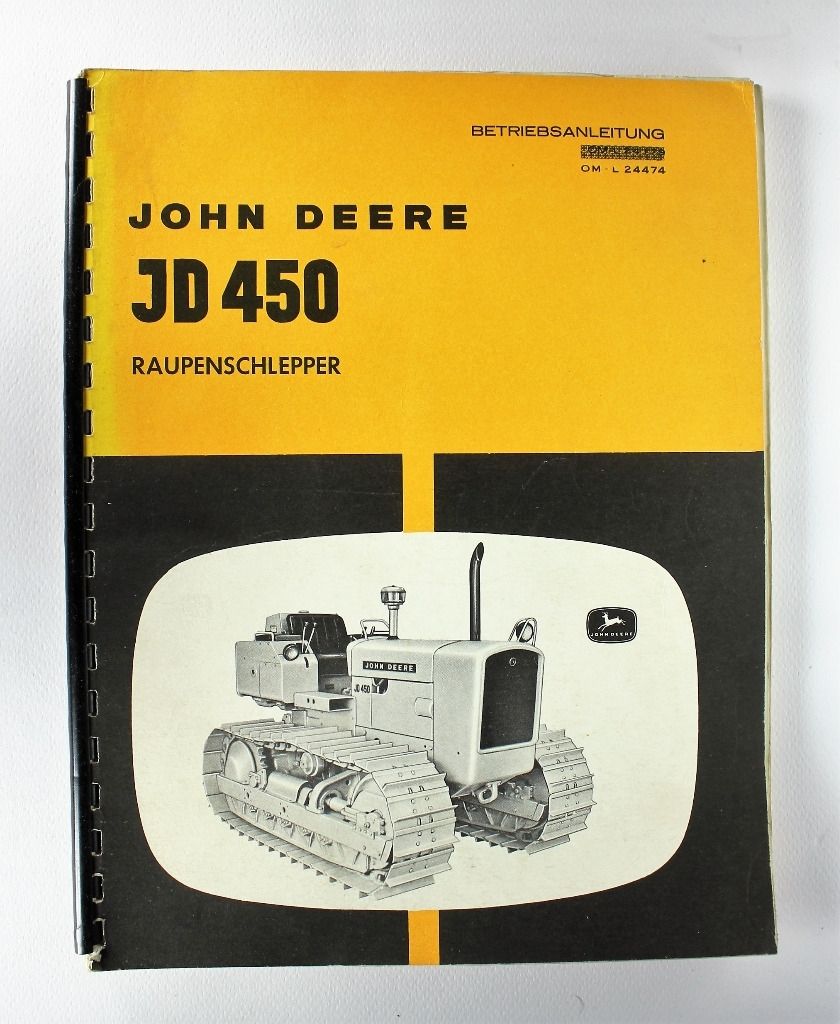 BETRIEBSANLEITUNG
OM - L 24474
JOHN DEERE
JD 450
RAUPENSCHLEPPER
JOHN DEERE
JOHN DEERE
JD 450